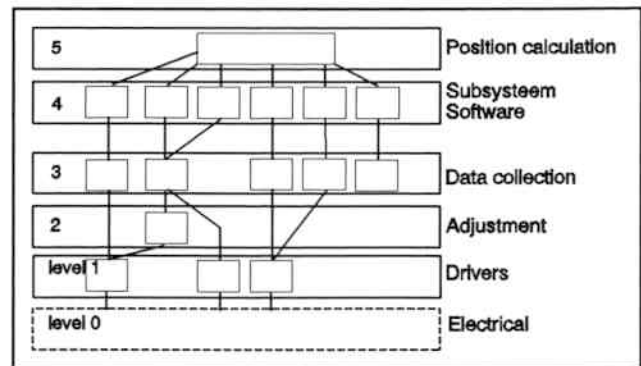 5 Position calculation
4 Subsysteem
Software
3 Data collection
2 Adjustment
level 1 Drivers
level 0 Electrical